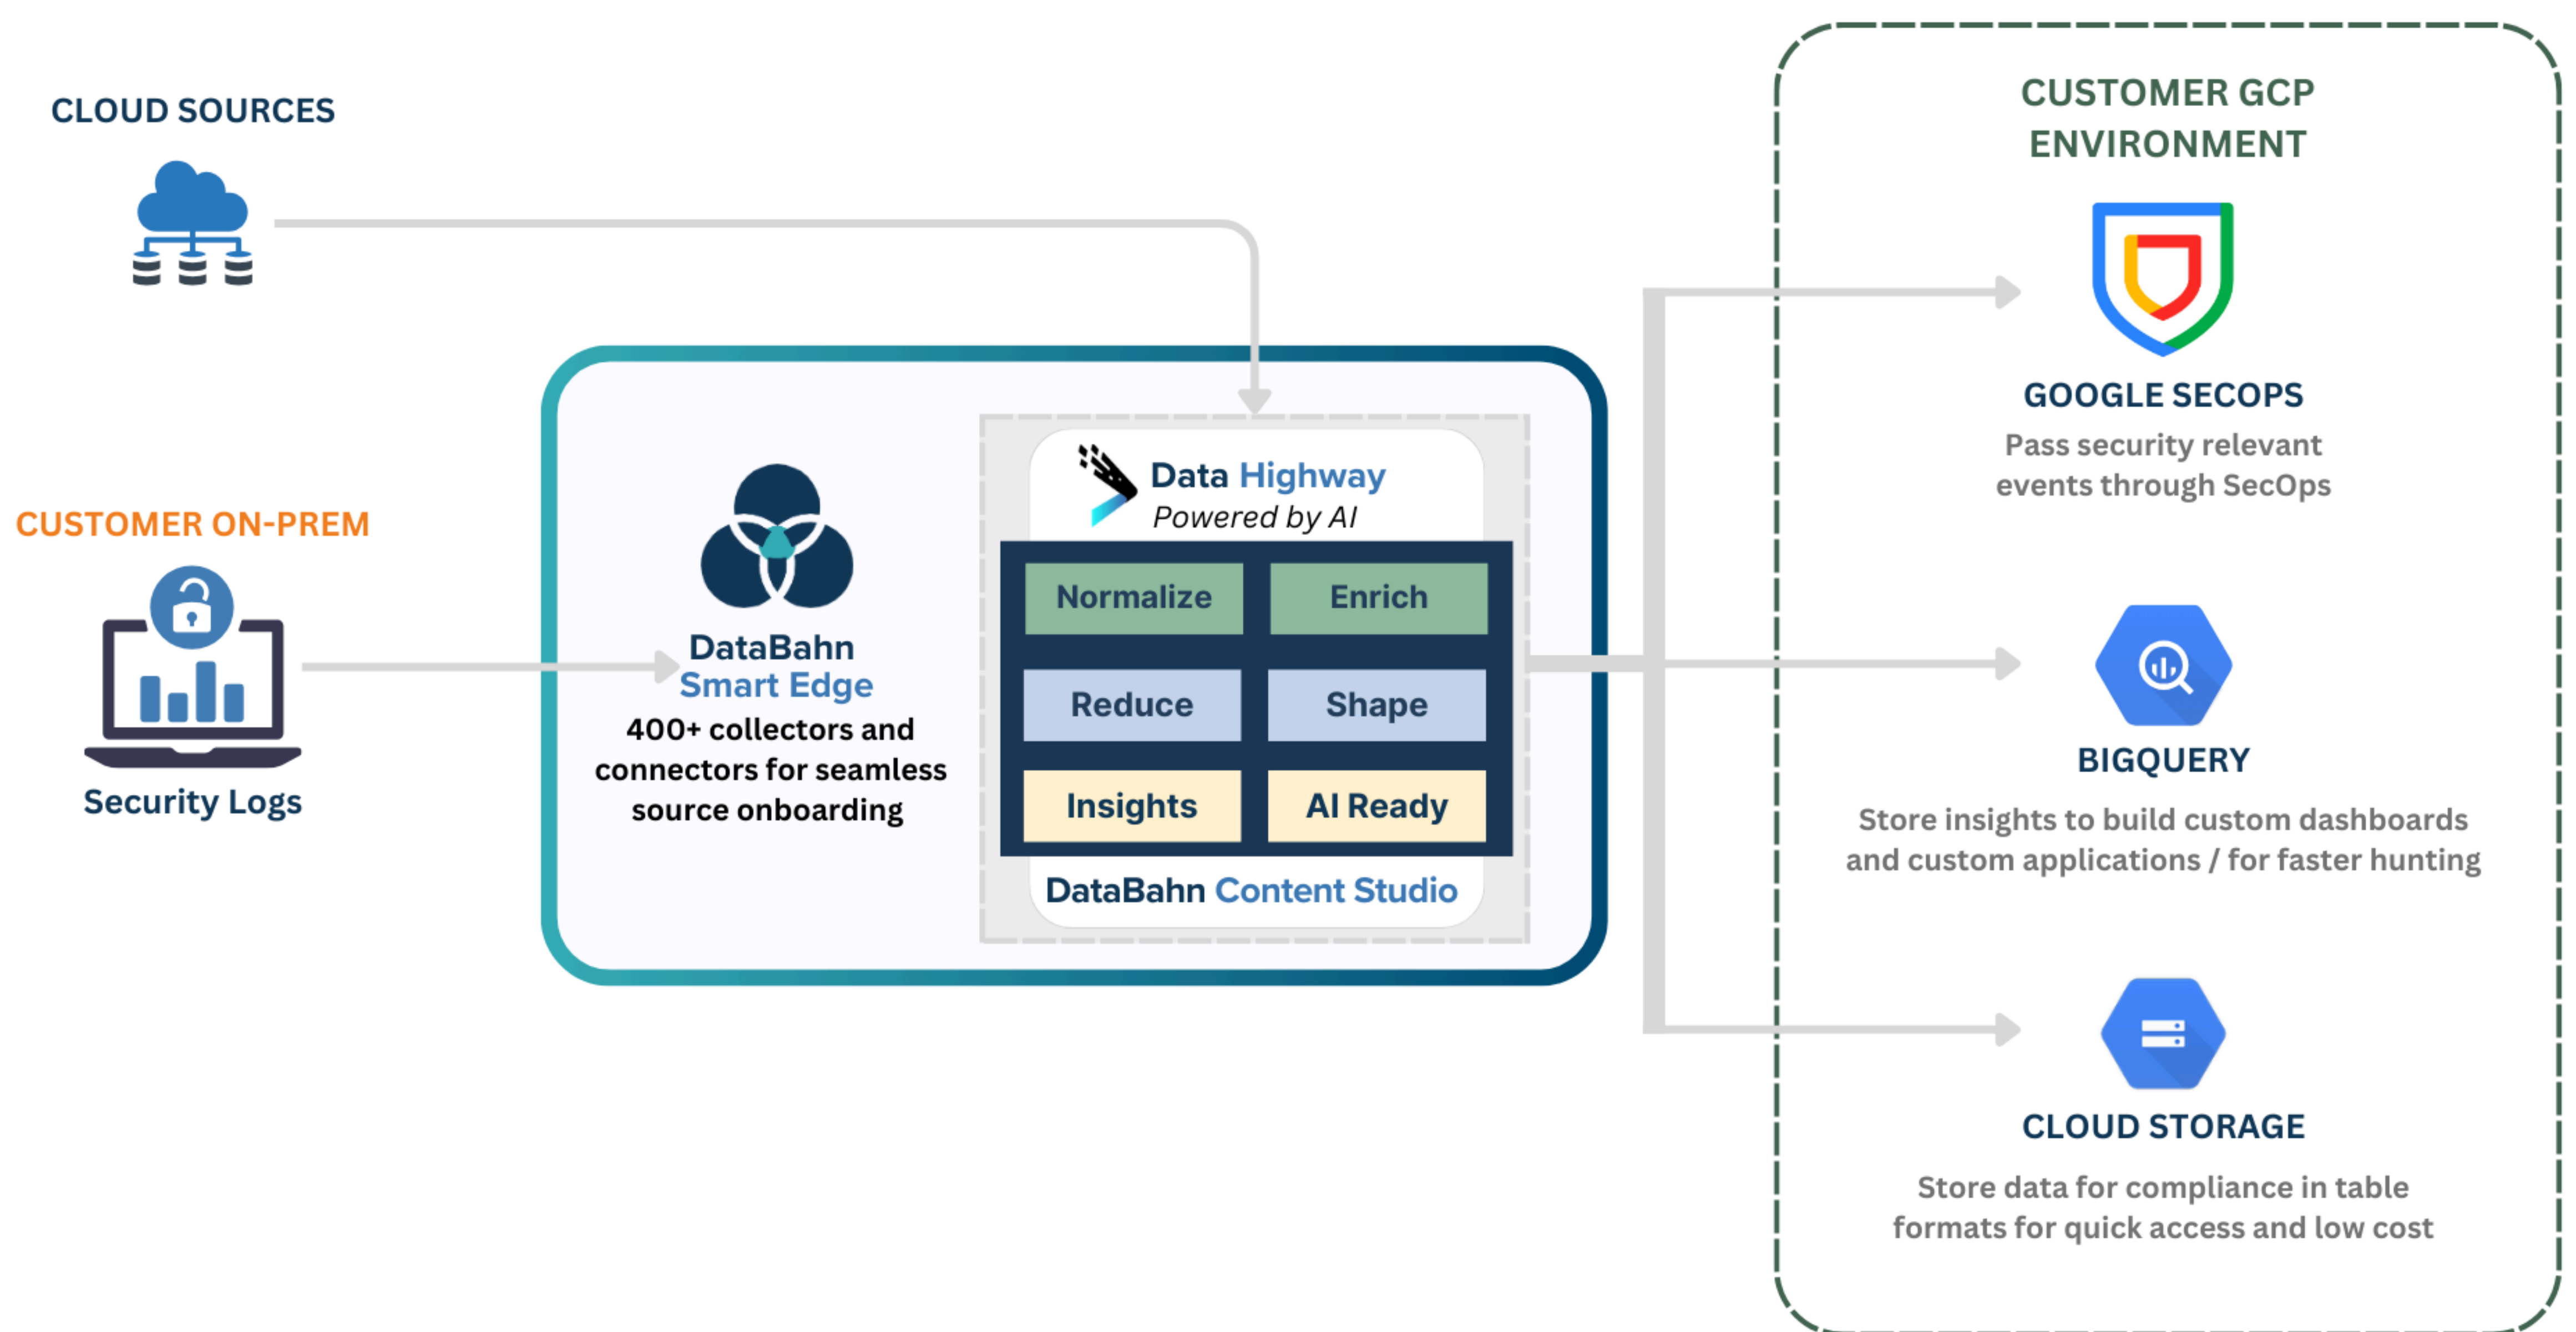 CLOUD SOURCES
CUSTOMER ON-PREM
Security Logs
DataBahn
Smart Edge
400+ collectors and
connectors for seamless
source onboarding
Data Highway
Powered by AI
Normalize
Enrich
Reduce
Shape
Insights
AI Ready
DataBahn Content Studio
CUSTOMER GCP
ENVIRONMENT
GOOGLE SECOPS
Pass security relevant
events through SecOps
BIGQUERY
Store insights to build custom dashboards
and custom applications / for faster hunting
CLOUD STORAGE
Store data for compliance in table
formats for quick access and low cost